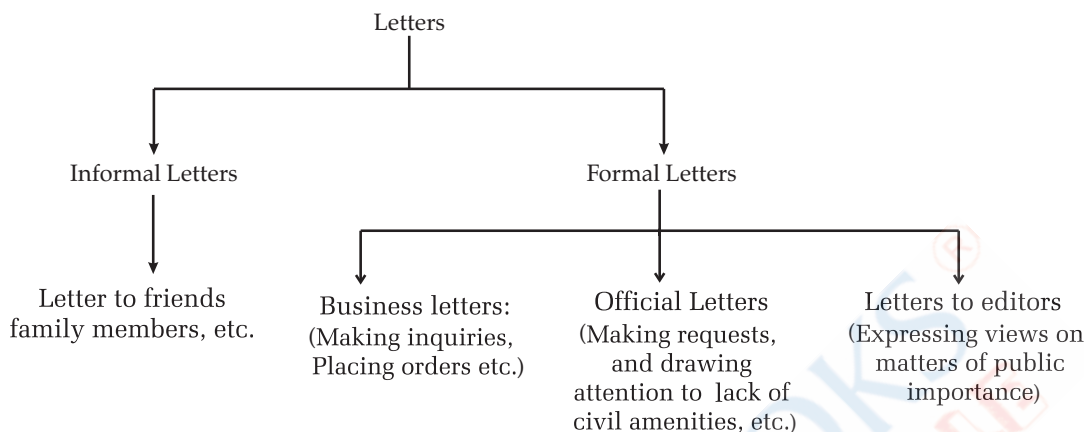 Letters
Informal Letters
Formal Letters
Letter to friends
family members, etc.
Business letters:
(Making inquiries,
Placing orders etc.)
Official Letters
(Making requests,
and drawing
attention to lack of
civil amenities, etc.)
Letters to editors
(Expressing views on
matters of public
importance)